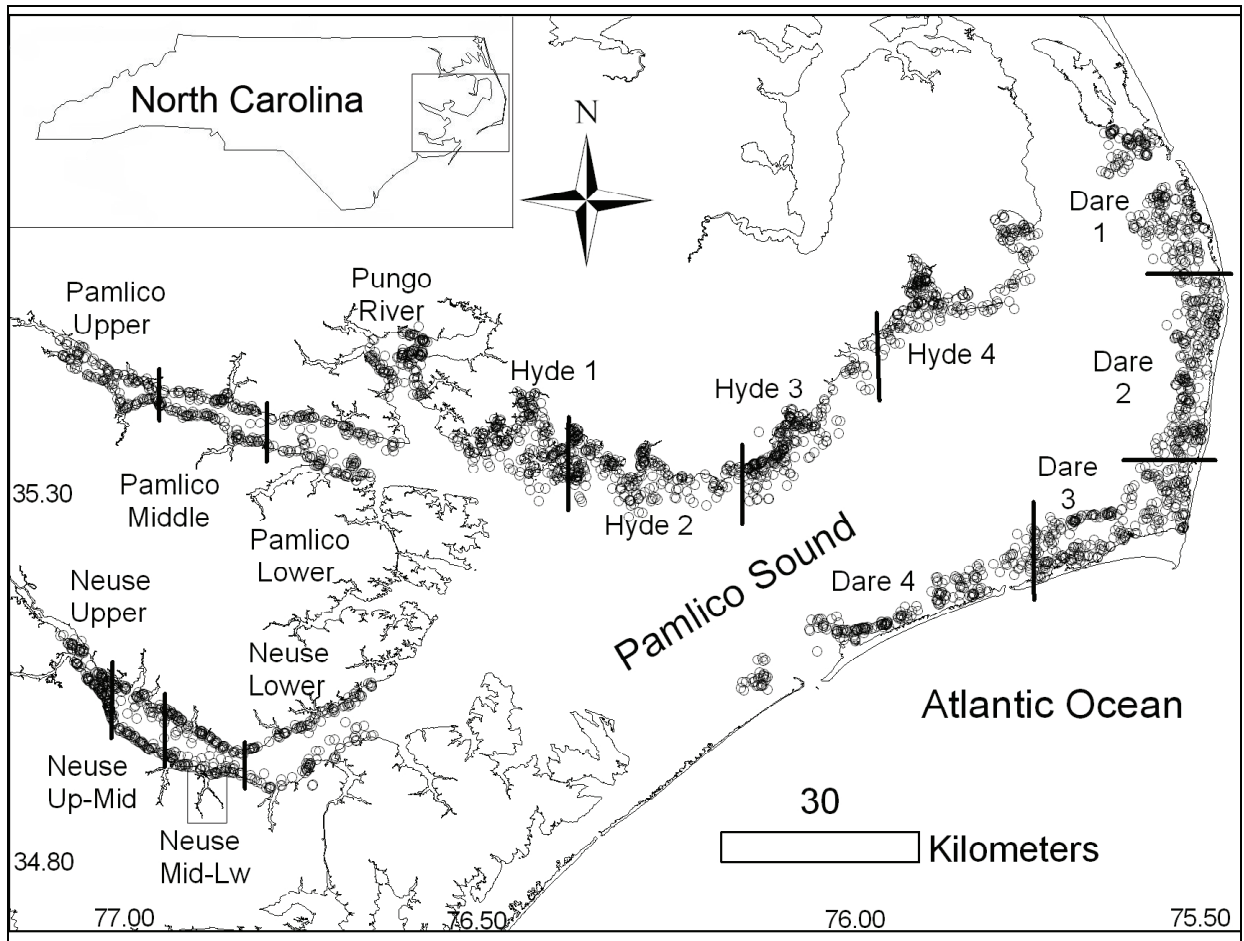 North Carolina
N
Dare
1
Pungo
River
Pamlico
Upper
Hyde 1
Hyde 4
Dare
2
Hyde 3
Dare
3
35.30
Pamlico
Middle
Hyde 2
Pamlico
Lower
Pamlico Sound
Dare 4
Neuse
Upper
Neuse
Lower
Atlantic Ocean
Neuse
Up-Mid
30
Kilometers
Neuse
Mid-Lw
34.80
77.00
76.50
76.00
75.50